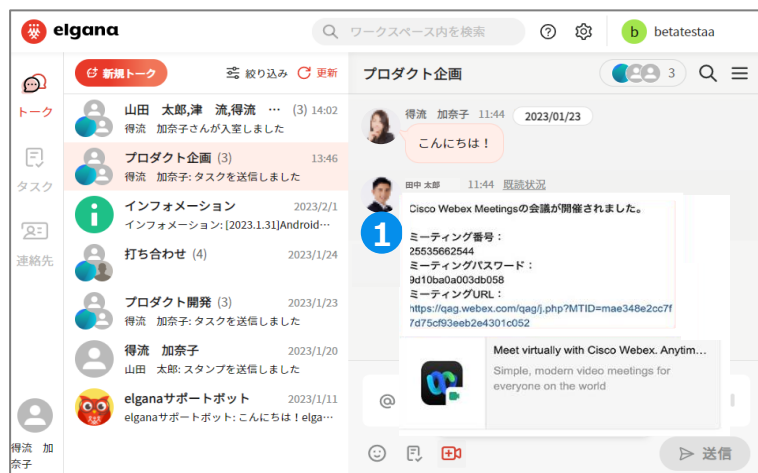 elgana
ワークスペース内を検索
b
betatestaa
新規トーク
絞り込み
更新
プロダクト企画
3
トーク
タスク
連絡先
得流 加
奈子
山田 太郎,津 流,得流 … (3) 14:02
得流 加奈子さんが入室しました
プロダクト企画 (3) 13:46
得流 加奈子: タスクを送信しました
インフォメーション 2023/2/1
インフォメーション: [2023.1.31]Android…
打ち合わせ (4) 2023/1/24
プロダクト開発 (3) 2023/1/23
得流 加奈子: タスクを送信しました
得流 加奈子 2023/1/20
山田 太郎: スタンプを送信しました
elganaサポートボット 2023/1/11
elganaサポートボット: こんにちは！elga…
得流 加奈子 11:44 2023/01/23
こんにちは！
田中 太郎 11:44 既読状況
1
Cisco Webex Meetingsの会議が開催されました。
ミーティング番号：
25535662544
ミーティングパスワード：
9d10ba0a003db058
ミーティングURL：
https://qag.webex.com/qag/j.php?MTID=mae348e2cc7f
7d75cf93eeb2e4301c052
Meet virtually with Cisco Webex. Anytim...
Simple, modern video meetings for
everyone on the world
@
送信